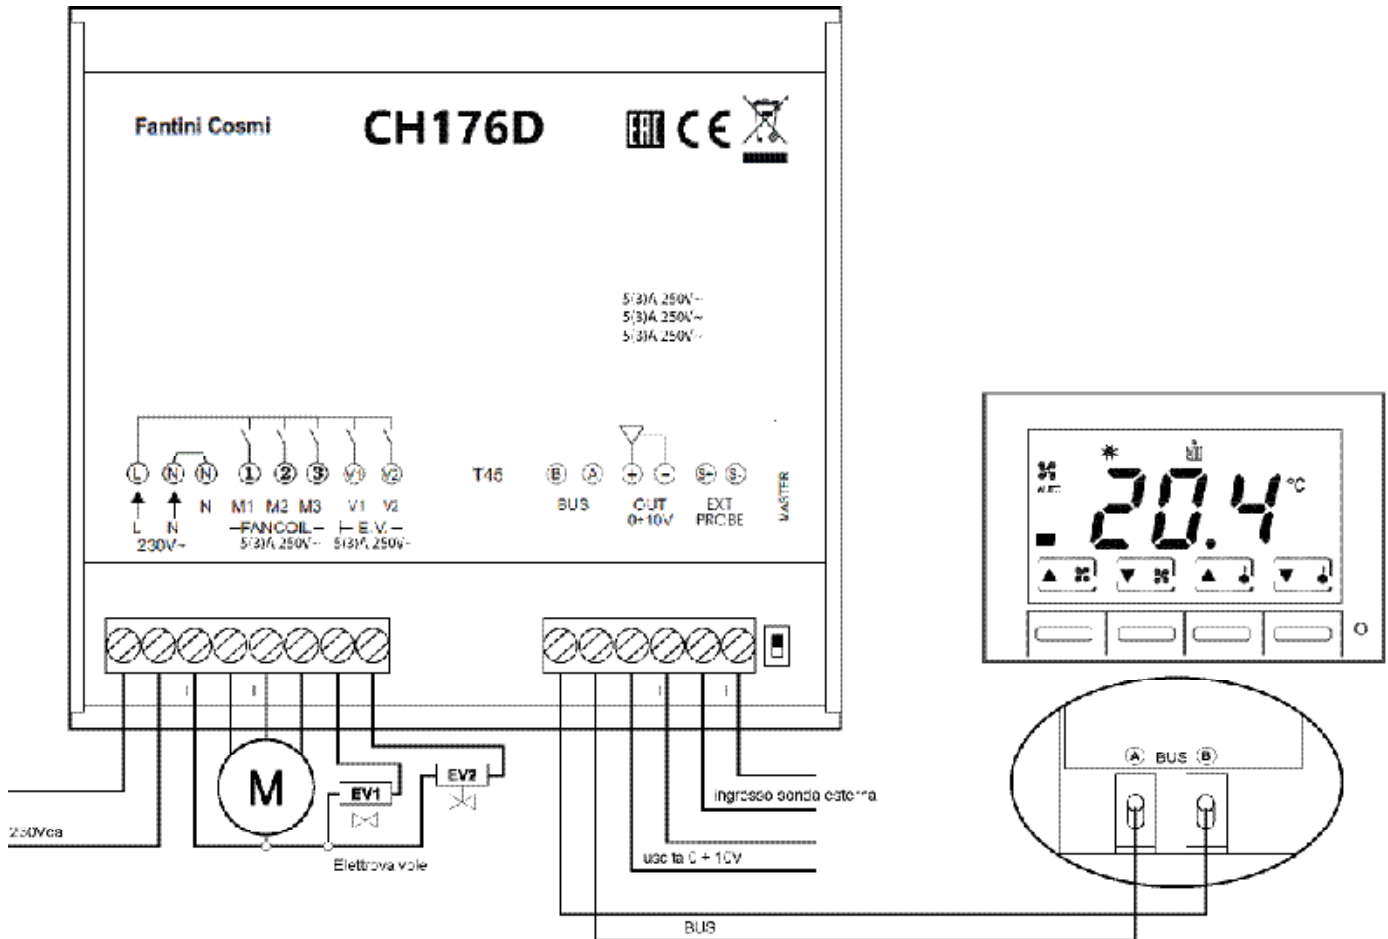 Fantini Cosmi
CH176D
EAC CE
5(3)A 250V~
5(3)A 250V~
5(3)A 250V~
L N N 1 2 3 V1 V2
T45
B A + - S+ S-
L N N M1 M2 M3 V1 V2
230V~
FANCOIL
5(3)A 250V~
E.V.
5(3)A 250V~
BUS
OUT
0÷10V
EXT
PROBE
MASTER
AUTO
20.4 °C
M
EV1
EV2
230Vca
Elettrovavole
ingresso sonda esterna
uscita 0 ÷ 10V
BUS
A BUS B